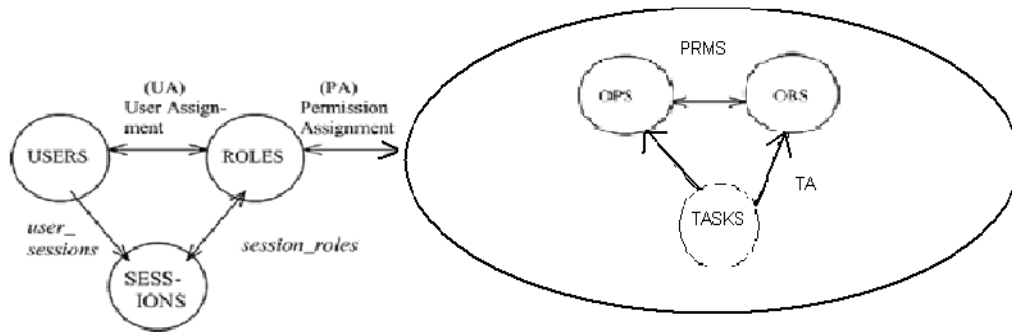 (UA)
User Assign-
ment
(PA)
Permission
Assignment
USERS
ROLES
user_
sessions
session_roles
SESS-
IONS
PRMS
OPS
OBS
TA
TASKS